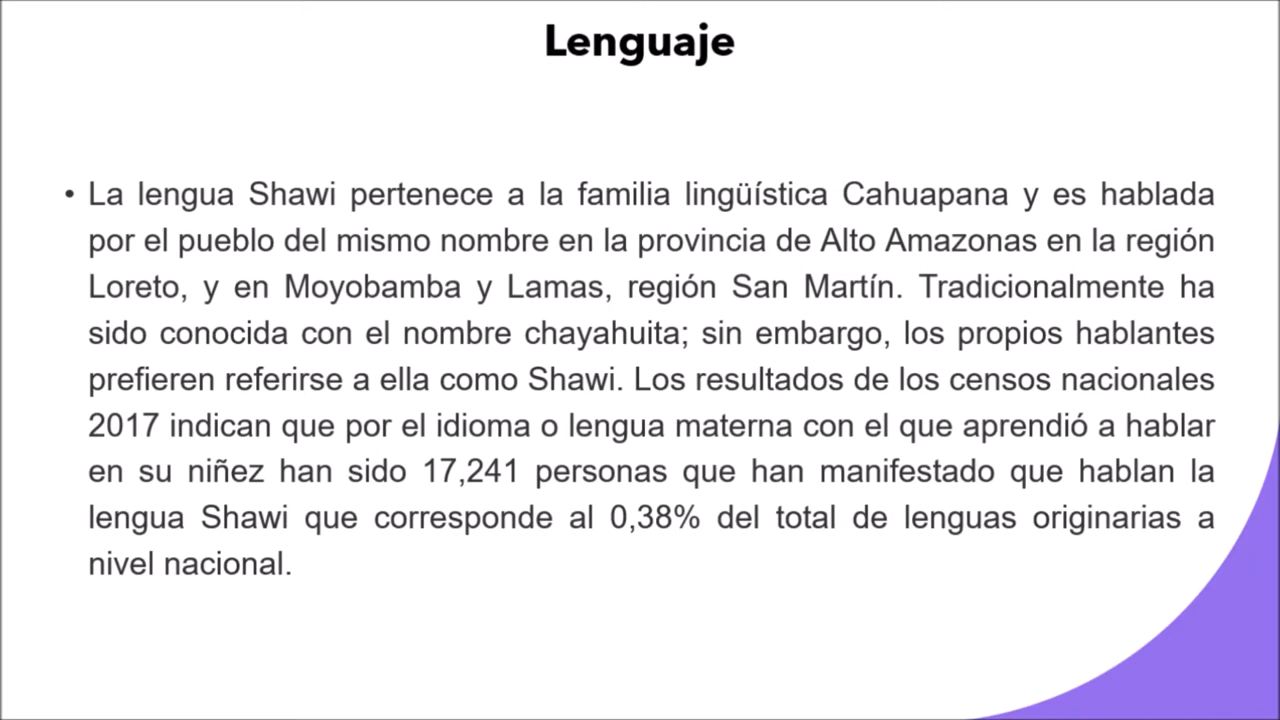 Lenguaje
• La lengua Shawi pertenece a la familia lingüística Cahuapana y es hablada
por el pueblo del mismo nombre en la provincia de Alto Amazonas en la región
Loreto, y en Moyobamba y Lamas, región San Martín. Tradicionalmente ha
sido conocida con el nombre chayahuita; sin embargo, los propios hablantes
prefieren referirse a ella como Shawi. Los resultados de los censos nacionales
2017 indican que por el idioma o lengua materna con el que aprendió a hablar
en su niñez han sido 17,241 personas que han manifestado que hablan la
lengua Shawi que corresponde al 0,38% del total de lenguas originarias a
nivel nacional.